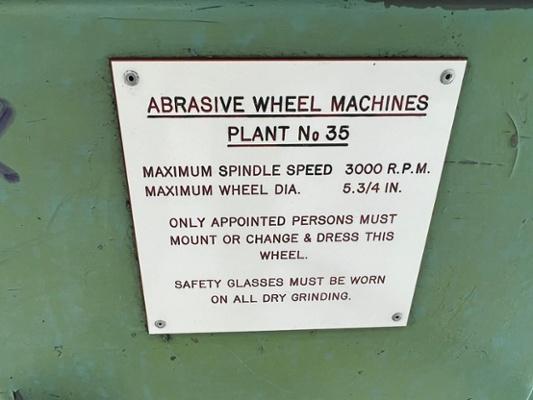 ABRASIVE WHEEL MACHINES
PLANT No 35
MAXIMUM SPINDLE SPEED 3000 R.P.M.
MAXIMUM WHEEL DIA. 5.3/4 IN.
ONLY APPOINTED PERSONS MUST
MOUNT OR CHANGE & DRESS THIS
WHEEL.
SAFETY GLASSES MUST BE WORN
ON ALL DRY GRINDING.